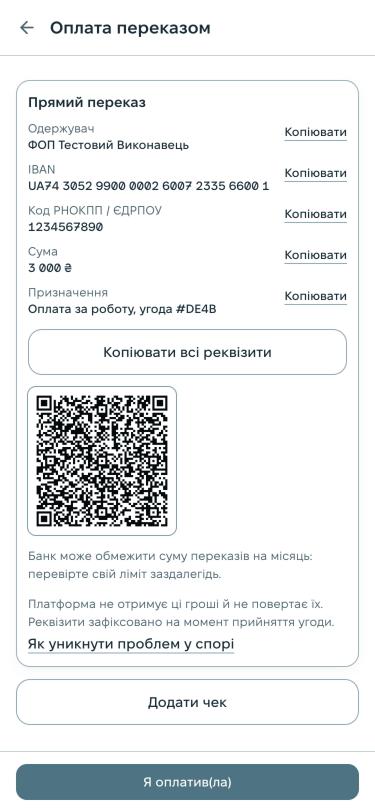 Оплата переказом
Прямий переказ
Одержувач
Копіювати
ФОП Тестовий Виконавець
IBAN
Копіювати
UA74 3052 9900 0002 6007 2335 6600 1
Код РНОКПП / ЄДРПОУ
Копіювати
1234567890
Сума
Копіювати
3 000 ₴
Призначення
Копіювати
Оплата за роботу, угода #DE4B
Копіювати всі реквізити
Банк може обмежити суму переказів на місяць:
перевірте свій ліміт заздалегідь.
Платформа не отримує ці гроші й не повертає їх.
Реквізити зафіксовано на момент прийняття угоди.
Як уникнути проблем у спорі
Додати чек
Я оплатив(ла)